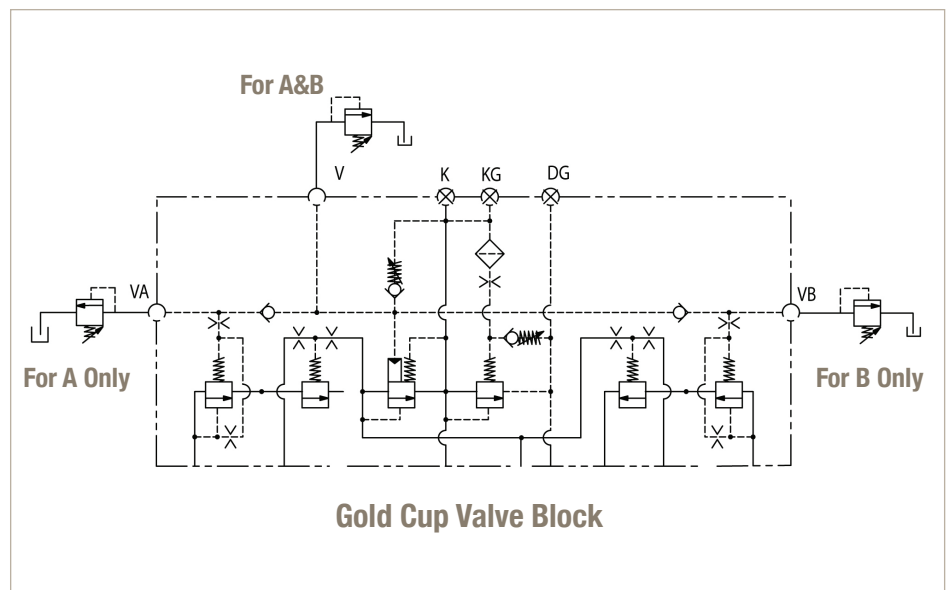 For A&B
V
K
KG
DG
VA
VB
For A Only
For B Only
Gold Cup Valve Block